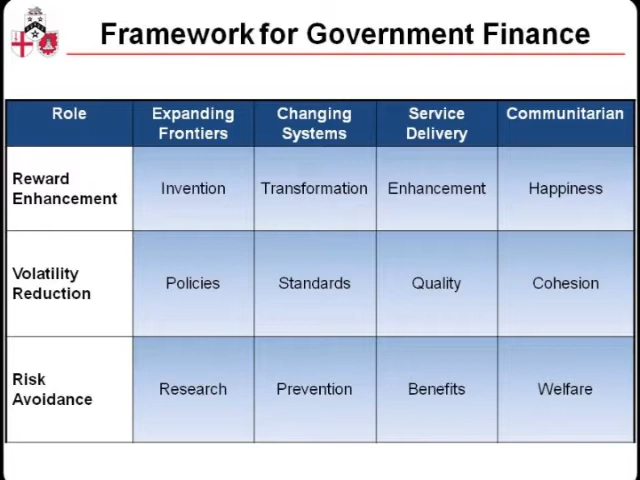 Framework for Government Finance
Role Expanding Frontiers Changing Systems Service Delivery Communitarian
Reward Enhancement Invention Transformation Enhancement Happiness
Volatility Reduction Policies Standards Quality Cohesion
Risk Avoidance Research Prevention Benefits Welfare